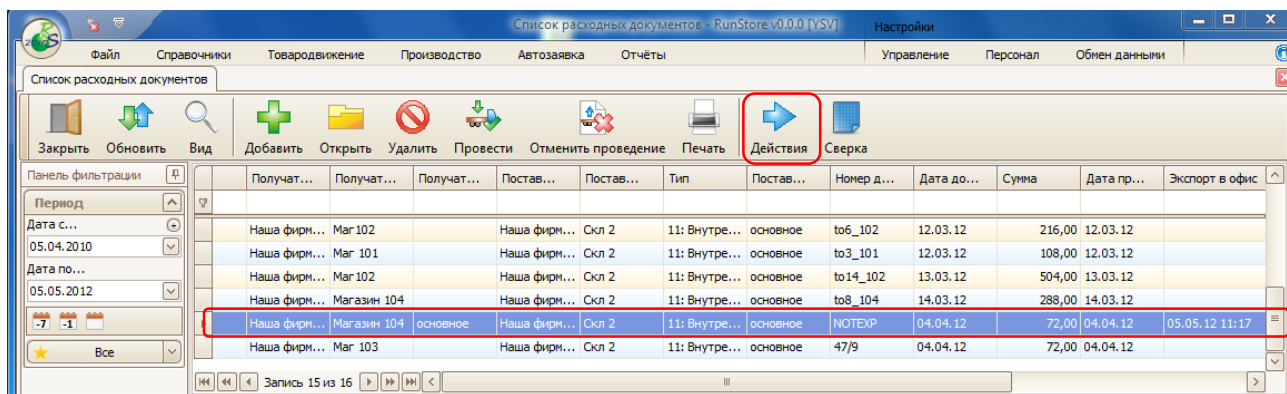 Список расходных документов - RunStore v0.0.0 [YSV]
Настройки
Файл Справочники Товародвижение Производство Автозаявка Отчёты Управление Персонал Обмен данными
Список расходных документов
Закрыть Обновить Вид Добавить Открыть Удалить Провести Отменить проведение Печать Действия Сверка
Панель фильтрации
Получат... Получат... Получат... Постав... Постав... Тип Постав... Номер д... Дата до... Сумма Дата пр... Экспорт в офис
Период
Дата с...
05.04.2010
Дата по...
05.05.2012
-7 -1
Все
Наша фирм... Маг102 Наша фирм... Скл 2 11: Внутре... основное to6_102 12.03.12 216,00 12.03.12
Наша фирм... Маг 101 Наша фирм... Скл 2 11: Внутре... основное to3_101 12.03.12 108,00 12.03.12
Наша фирм... Маг102 Наша фирм... Скл 2 11: Внутре... основное to14_102 13.03.12 504,00 13.03.12
Наша фирм... Магазин 104 Наша фирм... Скл 2 11: Внутре... основное to8_104 14.03.12 288,00 14.03.12
Наша фирм... Магазин 104 основное Наша фирм... Скл 2 11: Внутре... основное NOTEXP 04.04.12 72,00 04.04.12 05.05.12 11:17
Наша фирм... Маг 103 Наша фирм... Скл 2 11: Внутре... основное 47/9 04.04.12 72,00 04.04.12
Запись 15 из 16